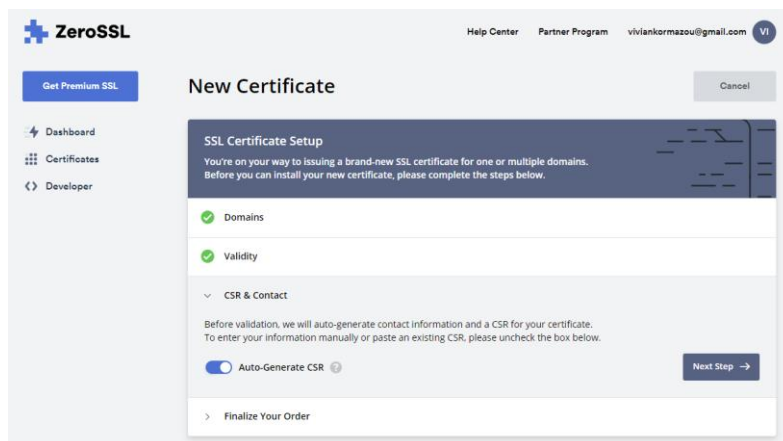 ZeroSSL
Help Center Partner Program viviankormazou@gmail.com VI
Get Premium SSL
New Certificate
Cancel
Dashboard
Certificates
Developer
SSL Certificate Setup
You're on your way to issuing a brand-new SSL certificate for one or multiple domains.
Before you can install your new certificate, please complete the steps below.
Domains
Validity
CSR & Contact
Before validation, we will auto-generate contact information and a CSR for your certificate.
To enter your information manually or paste an existing CSR, please uncheck the box below.
Auto-Generate CSR ?
Next Step →
Finalize Your Order